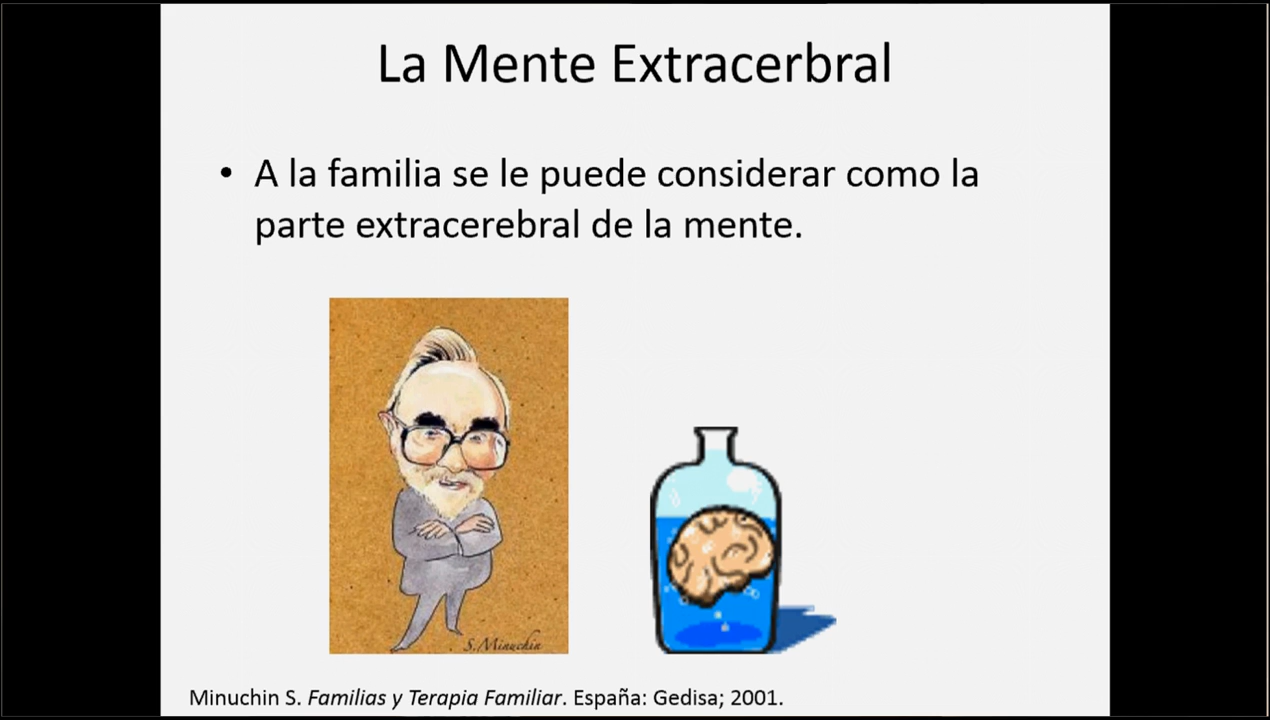 La Mente Extracerbral
• A la familia se le puede considerar como la
parte extracerebral de la mente.
S. Minuchin
Minuchin S. Familias y Terapia Familiar. España: Gedisa; 2001.